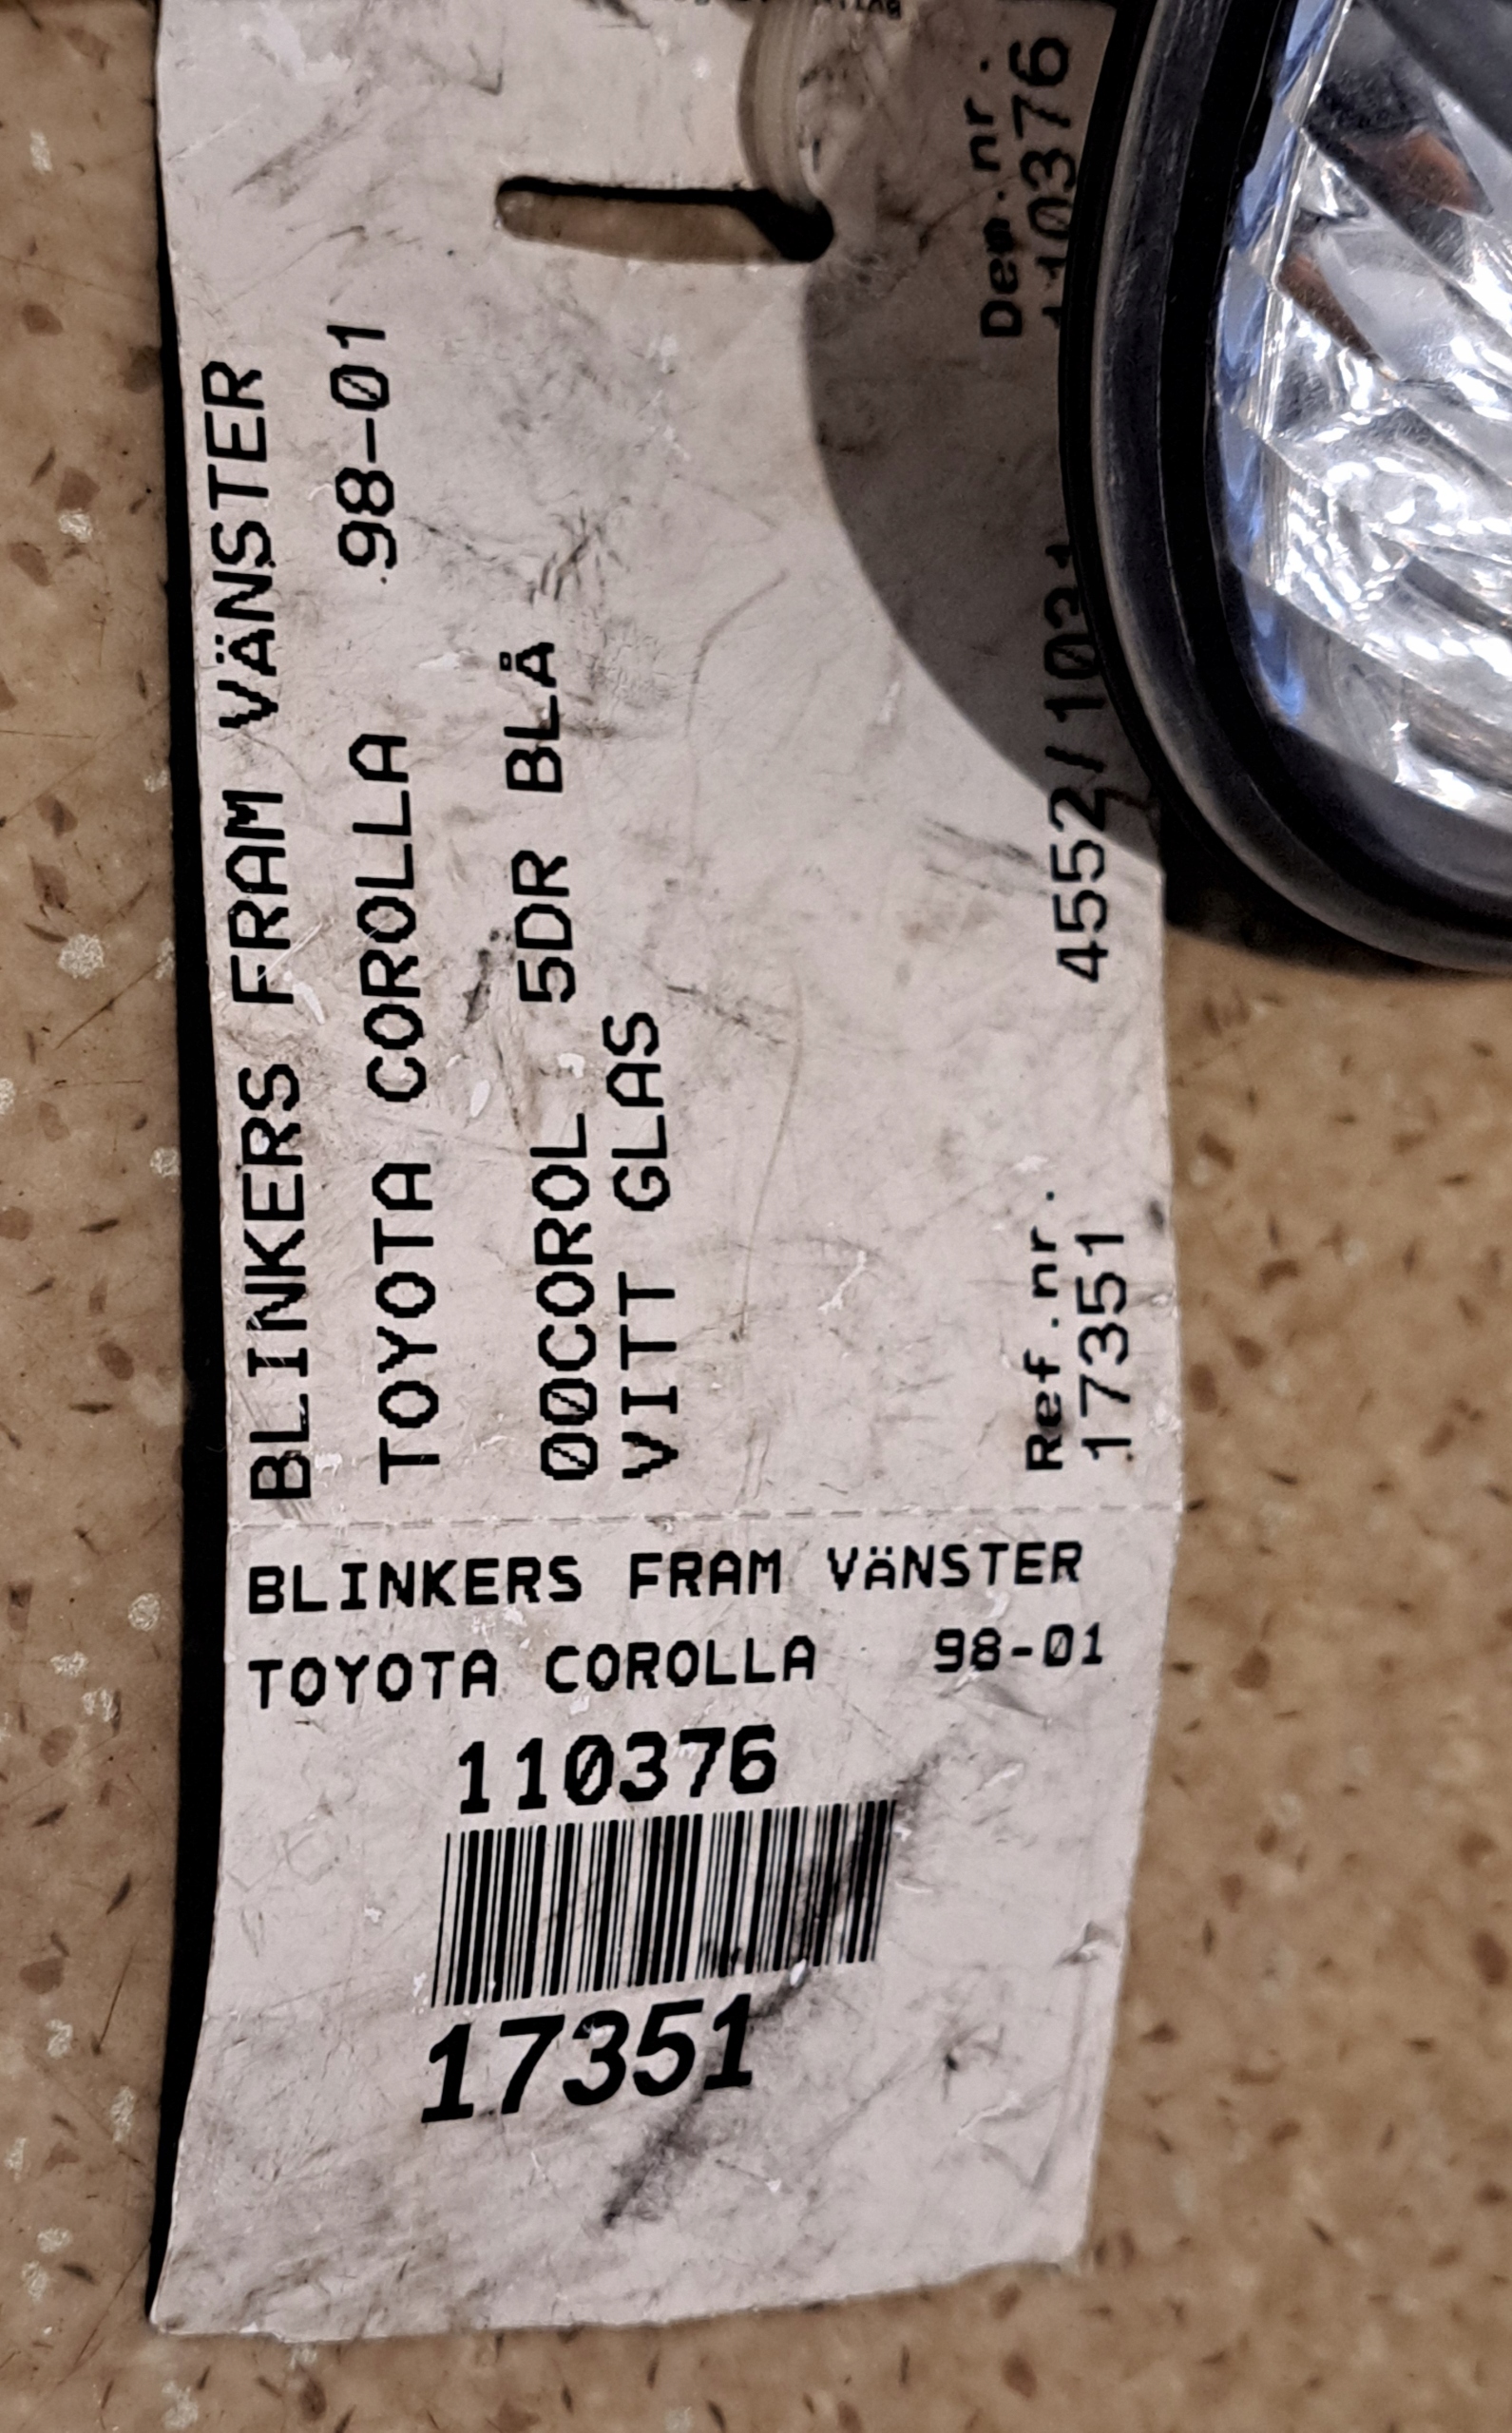 BLINKERS FRAM VÄNSTER
TOYOTA COROLLA 98-01
00COROL 5DR BLÅ
VITT GLAS
Ref.nr. Dem.nr.
17351 4552/1031 110376
BLINKERS FRAM VÄNSTER
TOYOTA COROLLA 98-01
110376
17351